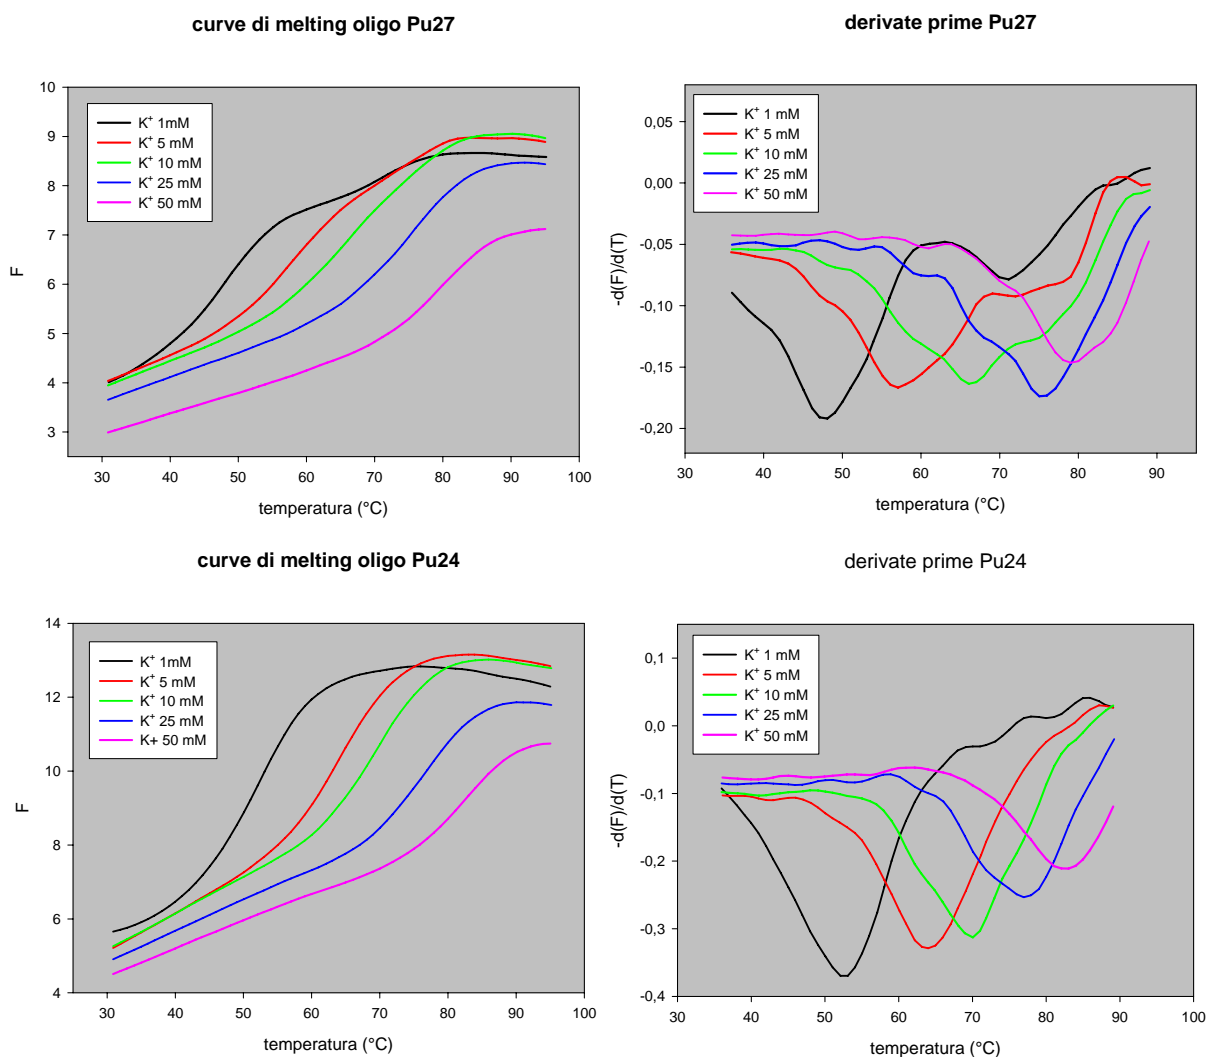 curve di melting oligo Pu27
F
10
9
8
7
6
5
4
3
K+ 1mM
K+ 5 mM
K+ 10 mM
K+ 25 mM
K+ 50 mM
30 40 50 60 70 80 90 100
temperatura (°C)
derivate prime Pu27
-d(F)/d(T)
0,05
0,00
-0,05
-0,10
-0,15
-0,20
K+ 1 mM
K+ 5 mM
K+ 10 mM
K+ 25 mM
K+ 50 mM
30 40 50 60 70 80 90
temperatura (°C)
curve di melting oligo Pu24
F
14
12
10
8
6
4
K+ 1mM
K+ 5 mM
K+ 10 mM
K+ 25 mM
K+ 50 mM
30 40 50 60 70 80 90 100
temperatura (°C)
derivate prime Pu24
-d(F)/d(T)
0,1
0,0
-0,1
-0,2
-0,3
-0,4
K+ 1 mM
K+ 5 mM
K+ 10 mM
K+ 25 mM
K+ 50 mM
30 40 50 60 70 80 90 100
temperatura (°C)